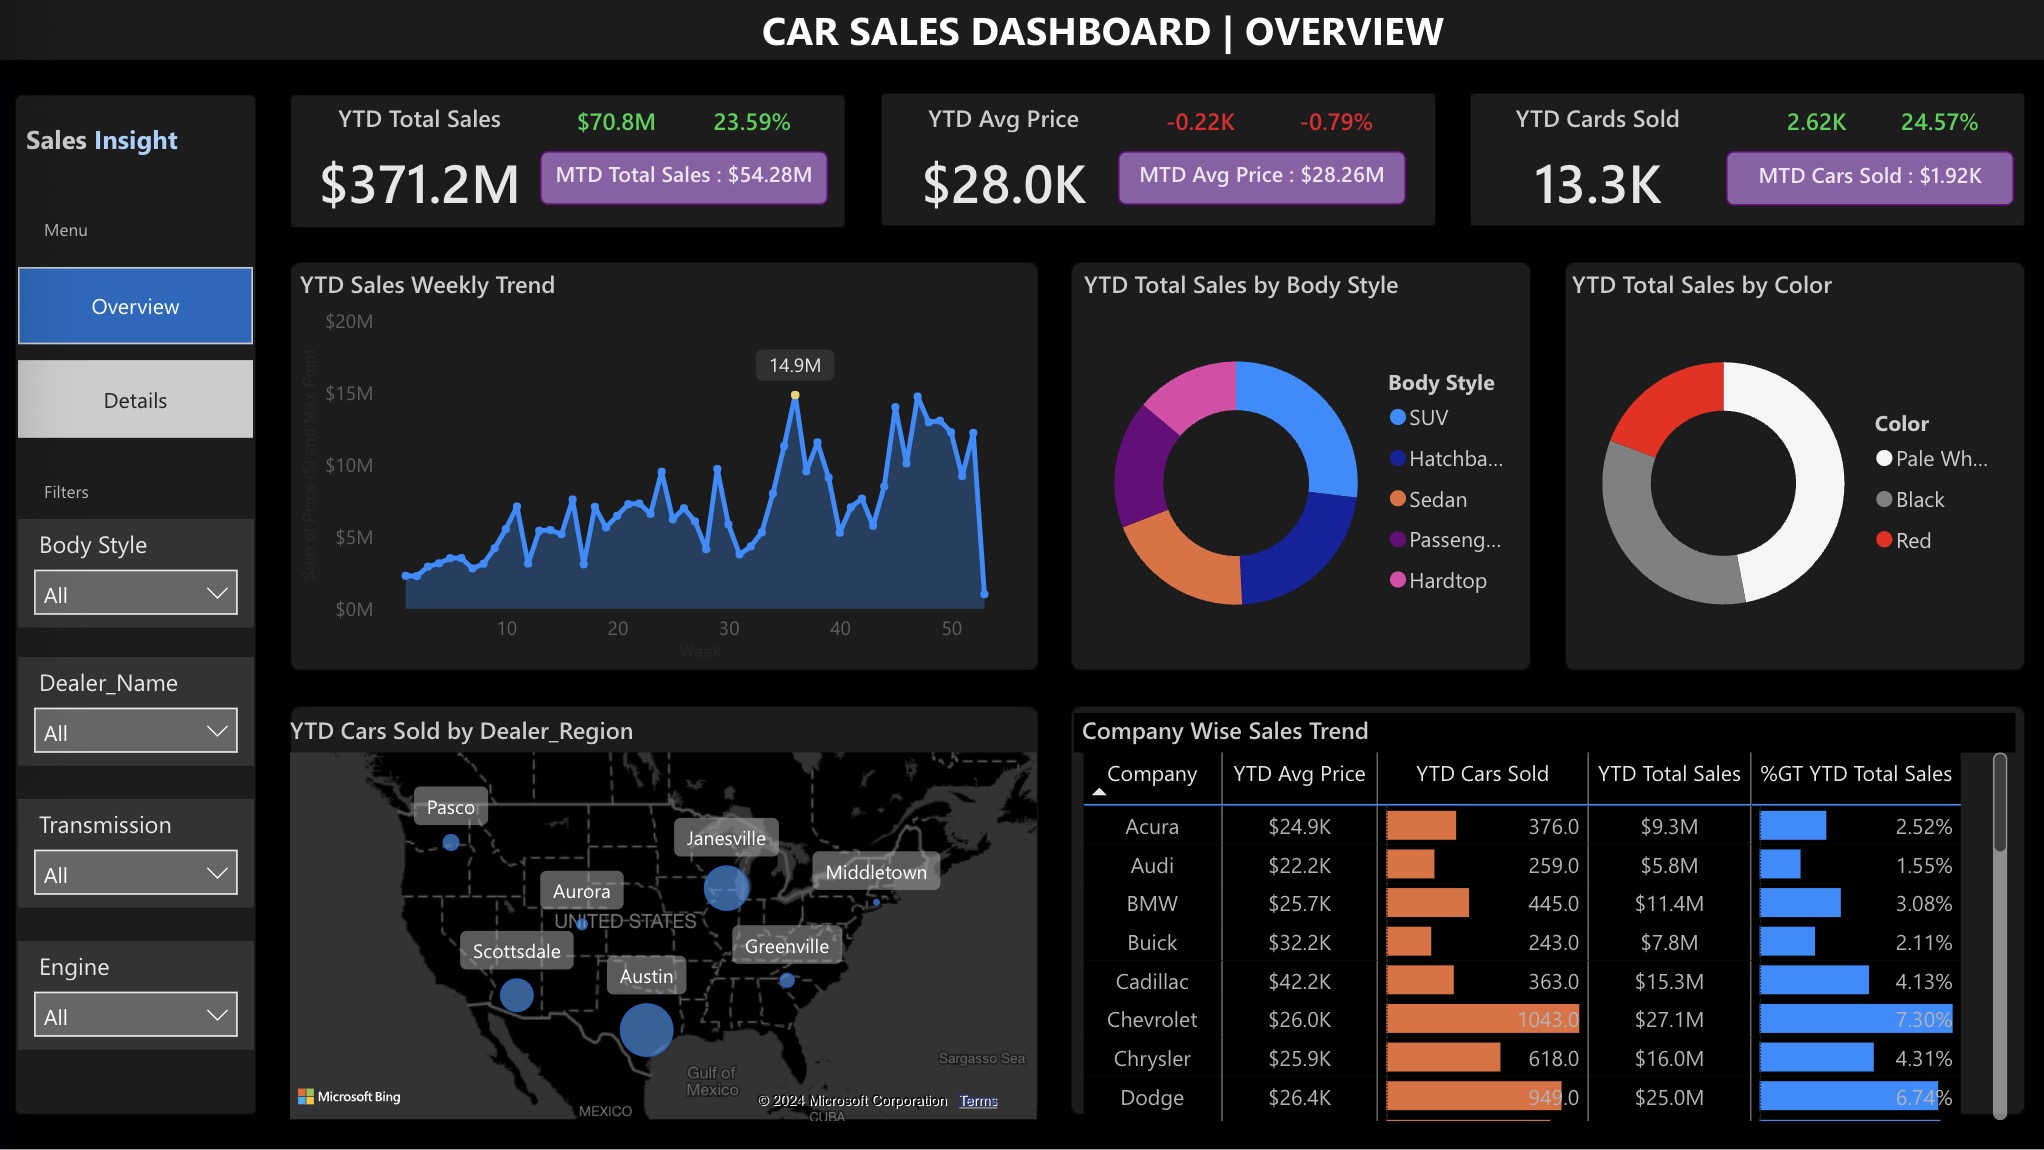 CAR SALES DASHBOARD | OVERVIEW
Sales Insight
Menu
Overview
Details
Filters
Body Style
All
Dealer_Name
All
Transmission
All
Engine
All
YTD Total Sales $70.8M 23.59%
$371.2M MTD Total Sales : $54.28M
YTD Avg Price -0.22K -0.79%
$28.0K MTD Avg Price : $28.26M
YTD Cards Sold 2.62K 24.57%
13.3K MTD Cars Sold : $1.92K
YTD Sales Weekly Trend
Sum of Price ($) and Max Point
$20M
$15M
$10M
$5M
$0M
14.9M
10 20 30 40 50
Week
YTD Total Sales by Body Style
Body Style
SUV
Hatchba...
Sedan
Passeng...
Hardtop
YTD Total Sales by Color
Color
Pale Wh...
Black
Red
YTD Cars Sold by Dealer_Region
Pasco
Janesville
Middletown
Aurora
UNITED STATES
Scottsdale
Greenville
Austin
Sargasso Sea
Gulf of
Mexico
Microsoft Bing
© 2024 Microsoft Corporation Terms
MEXICO
CUBA
Company Wise Sales Trend
Company YTD Avg Price YTD Cars Sold YTD Total Sales %GT YTD Total Sales
Acura $24.9K 376.0 $9.3M 2.52%
Audi $22.2K 259.0 $5.8M 1.55%
BMW $25.7K 445.0 $11.4M 3.08%
Buick $32.2K 243.0 $7.8M 2.11%
Cadillac $42.2K 363.0 $15.3M 4.13%
Chevrolet $26.0K 1043.0 $27.1M 7.30%
Chrysler $25.9K 618.0 $16.0M 4.31%
Dodge $26.4K 949.0 $25.0M 6.74%